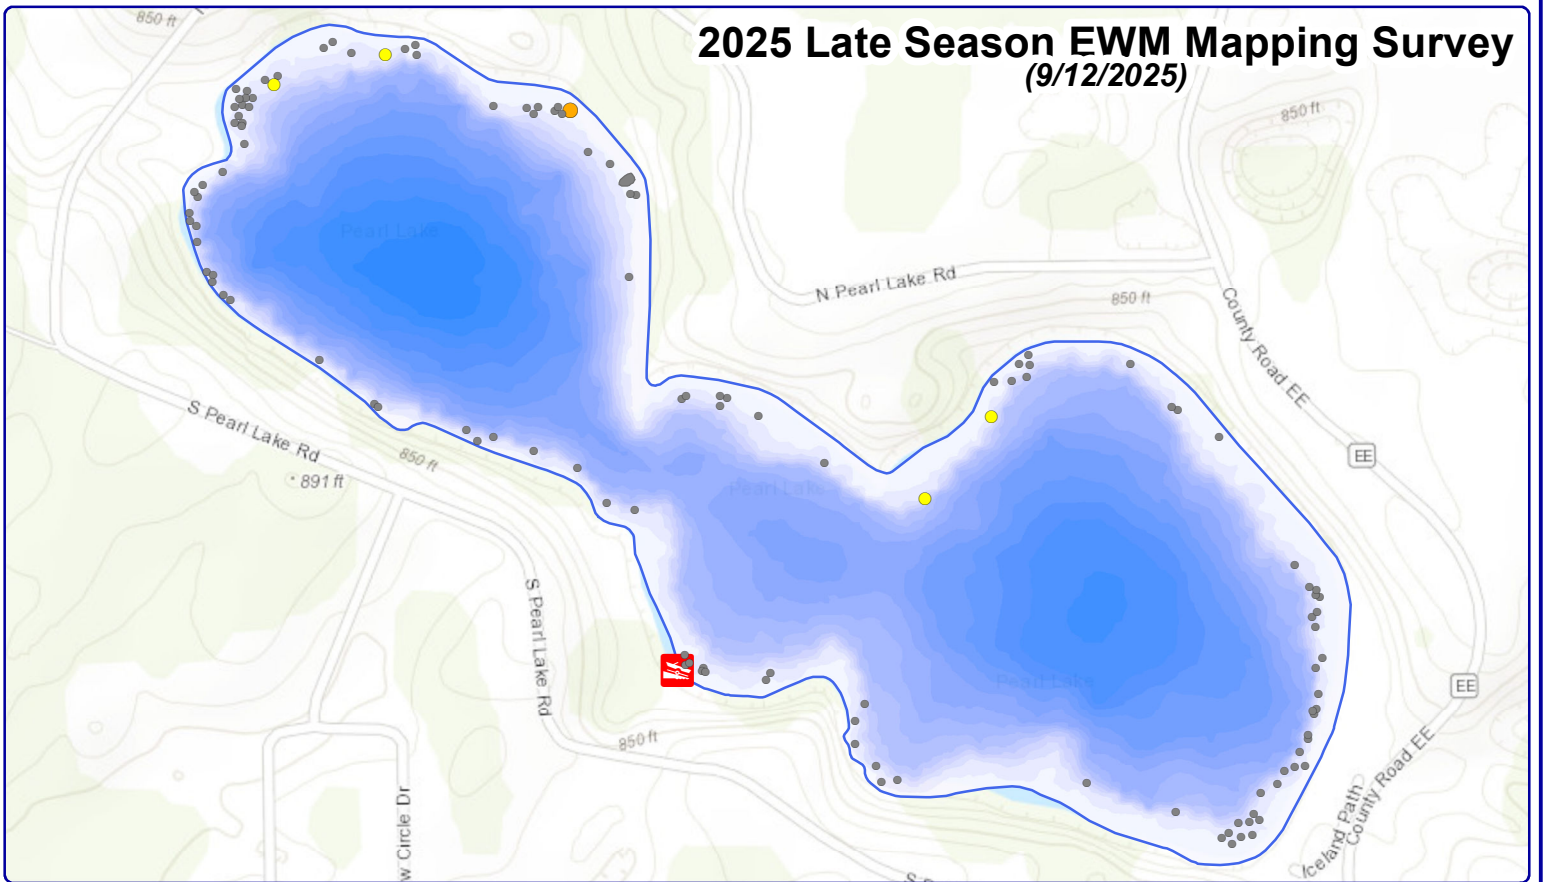 2025 Late Season EWM Mapping Survey
(9/12/2025)
850 ft
850 ft
Pearl Lake
N Pearl Lake Rd
850 ft
County Road EE
S Pearl Lake Rd
850 ft
891 ft
EE
Pearl Lake
S Pearl Lake Rd
Pearl Lake
EE
850 ft
County Road EE
Iceland Path
w Circle Dr